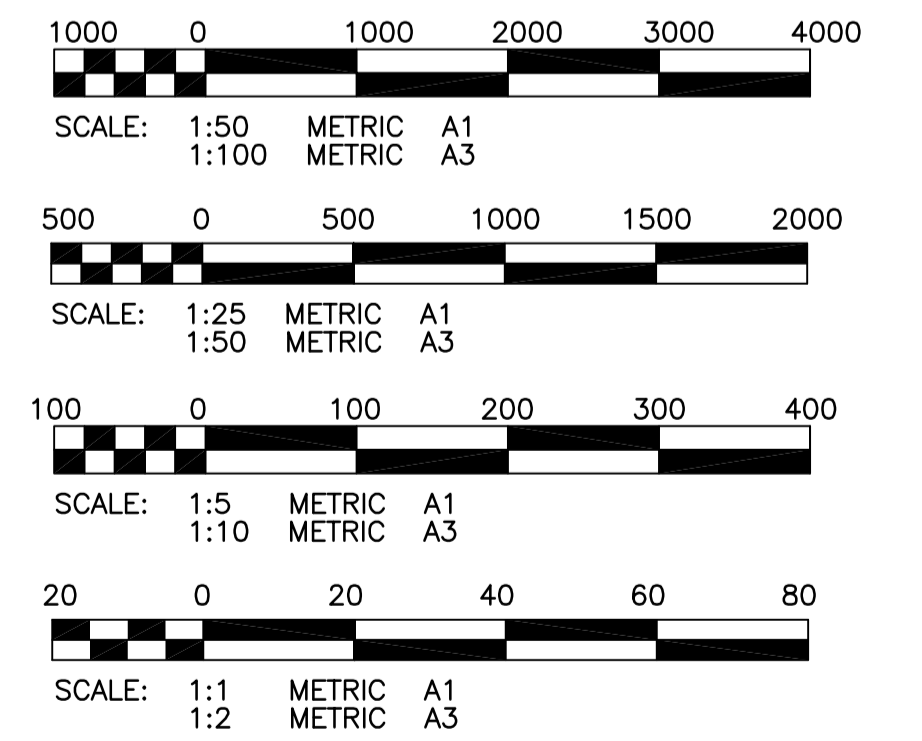 1000 0 1000 2000 3000 4000
SCALE: 1:50 METRIC A1
1:100 METRIC A3
500 0 500 1000 1500 2000
SCALE: 1:25 METRIC A1
1:50 METRIC A3
100 0 100 200 300 400
SCALE: 1:5 METRIC A1
1:10 METRIC A3
20 0 20 40 60 80
SCALE: 1:1 METRIC A1
1:2 METRIC A3